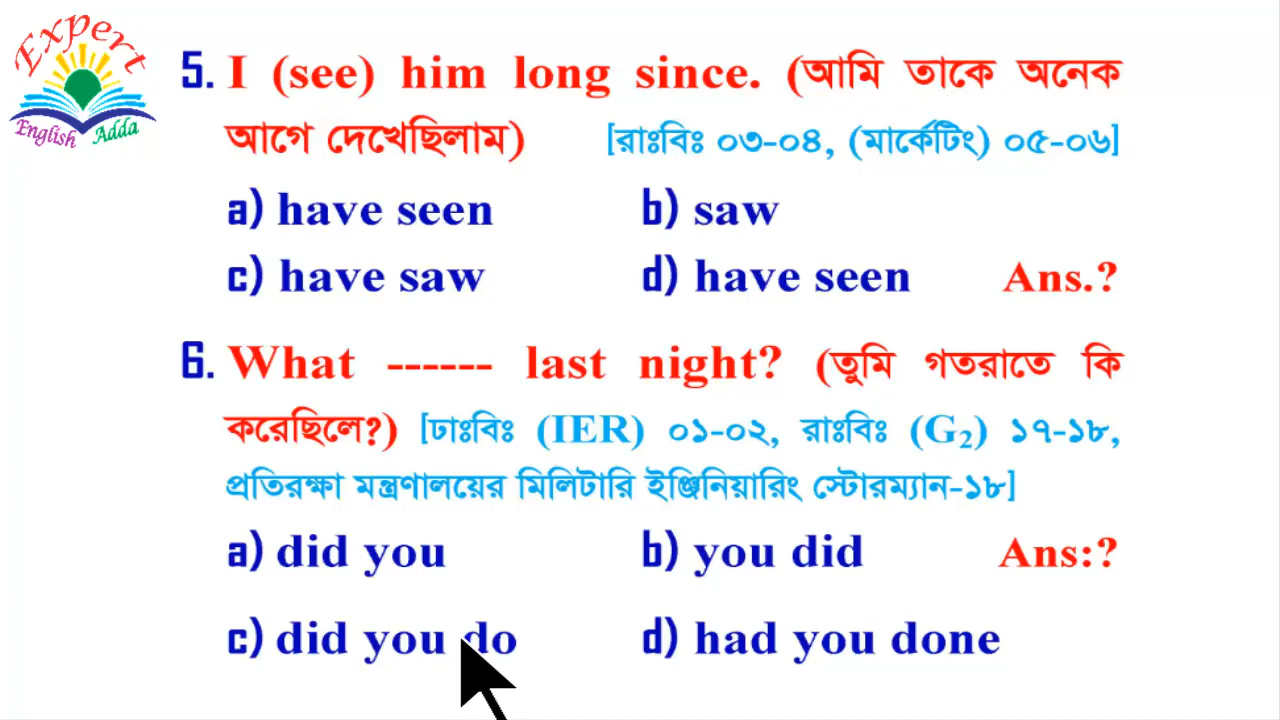 Expert
English Adda
5. I (see) him long since. (আমি তাকে অনেক
আগে দেখেছিলাম) [রাঃবিঃ ০৩-০৪, (মার্কেটিং) ০৫-০৬]
a) have seen b) saw
c) have saw d) have seen Ans.?
6. What ------ last night? (তুমি গতরাতে কি
করেছিলে?) [ঢাঃবিঃ (IER) ০১-০২, রাঃবিঃ (G₂) ১৭-১৮,
প্রতিরক্ষা মন্ত্রণালয়ের মিলিটারি ইঞ্জিনিয়ারিং স্টোরম্যান-১৮]
a) did you b) you did Ans:?
c) did you do d) had you done